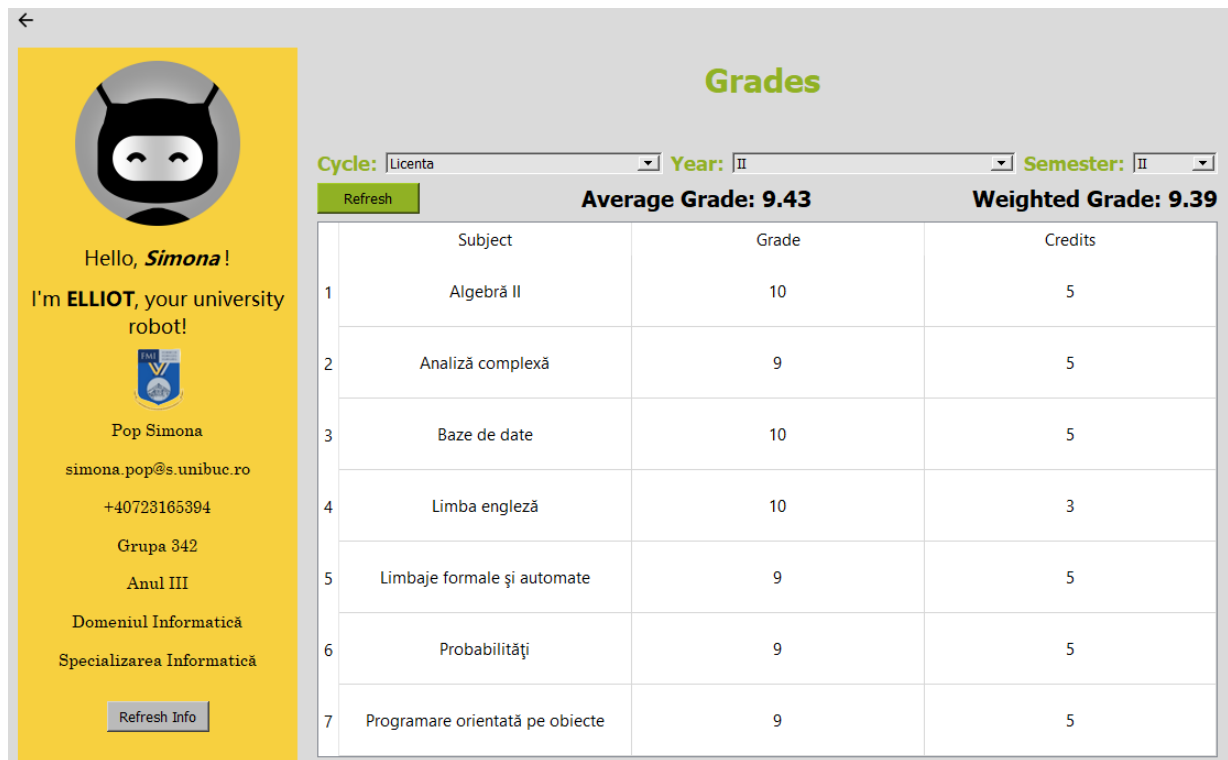 Hello, Simona !
I'm ELLIOT, your university
robot!
FMI
Pop Simona
simona.pop@s.unibuc.ro
+40723165394
Grupa 342
Anul III
Domeniul Informatică
Specializarea Informatică
Refresh Info
Grades
Cycle: Licenta Year: II Semester: II
Refresh Average Grade: 9.43 Weighted Grade: 9.39
Subject Grade Credits
1 Algebră II 10 5
2 Analiză complexă 9 5
3 Baze de date 10 5
4 Limba engleză 10 3
5 Limbaje formale şi automate 9 5
6 Probabilităţi 9 5
7 Programare orientată pe obiecte 9 5